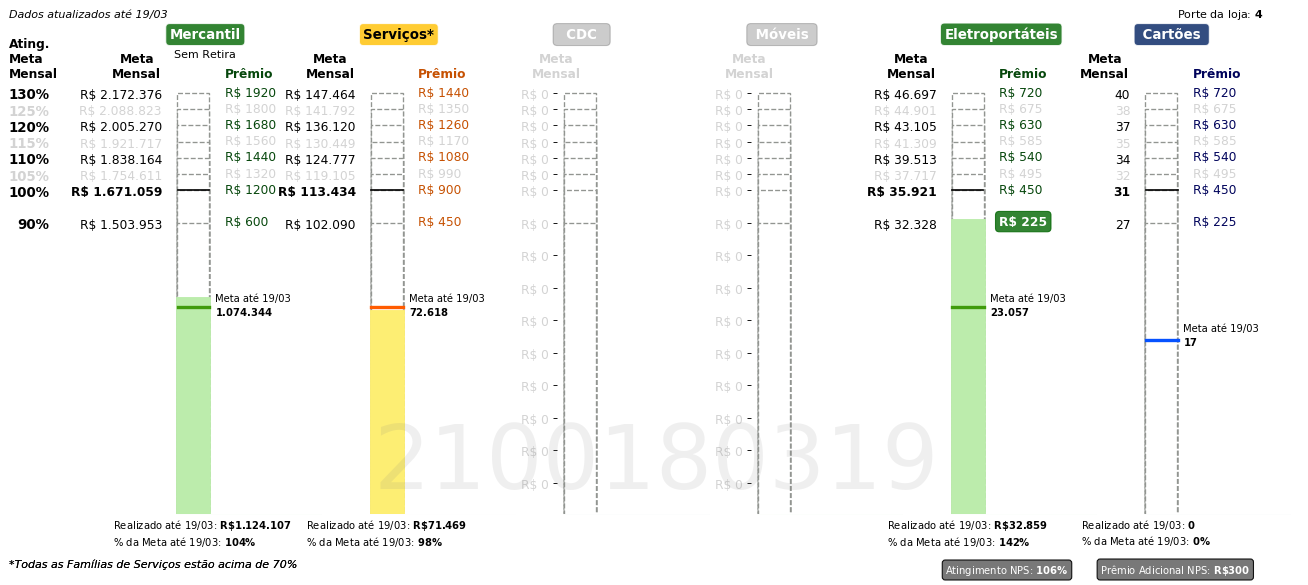 Dados atualizados até 19/03
Porte da loja: 4
Mercantil Serviços* CDC Móveis Eletroportáteis Cartões
Sem Retira
Ating. Meta Mensal
Meta Mensal Prêmio Meta Mensal Prêmio Meta Mensal Meta Mensal Meta Mensal Prêmio Meta Mensal Prêmio
130% R$ 2.172.376 R$ 1920 R$ 147.464 R$ 1440 R$ 0 R$ 0 R$ 46.697 R$ 720 40 R$ 720
125% R$ 2.088.823 R$ 1800 R$ 141.792 R$ 1350 R$ 0 R$ 0 R$ 44.901 R$ 675 38 R$ 675
120% R$ 2.005.270 R$ 1680 R$ 136.120 R$ 1260 R$ 0 R$ 0 R$ 43.105 R$ 630 37 R$ 630
115% R$ 1.921.717 R$ 1560 R$ 130.449 R$ 1170 R$ 0 R$ 0 R$ 41.309 R$ 585 35 R$ 585
110% R$ 1.838.164 R$ 1440 R$ 124.777 R$ 1080 R$ 0 R$ 0 R$ 39.513 R$ 540 34 R$ 540
105% R$ 1.754.611 R$ 1320 R$ 119.105 R$ 990 R$ 0 R$ 0 R$ 37.717 R$ 495 32 R$ 495
100% R$ 1.671.059 R$ 1200 R$ 113.434 R$ 900 R$ 0 R$ 0 R$ 35.921 R$ 450 31 R$ 450
90% R$ 1.503.953 R$ 600 R$ 102.090 R$ 450 R$ 0 R$ 0 R$ 32.328 R$ 225 27 R$ 225
R$ 0 R$ 0
R$ 0 R$ 0
Meta até 19/03 Meta até 19/03 Meta até 19/03
1.074.344 72.618 23.057
R$ 0 R$ 0
Meta até 19/03
17
R$ 0 R$ 0
R$ 0 R$ 0
R$ 0 R$ 0
R$ 0 R$ 0
R$ 0 R$ 0
2100180319
Realizado até 19/03: R$1.124.107 Realizado até 19/03: R$71.469 Realizado até 19/03: R$32.859 Realizado até 19/03: 0
% da Meta até 19/03: 104% % da Meta até 19/03: 98% % da Meta até 19/03: 142% % da Meta até 19/03: 0%
*Todas as Famílias de Serviços estão acima de 70%
Atingimento NPS: 106% Prêmio Adicional NPS: R$300